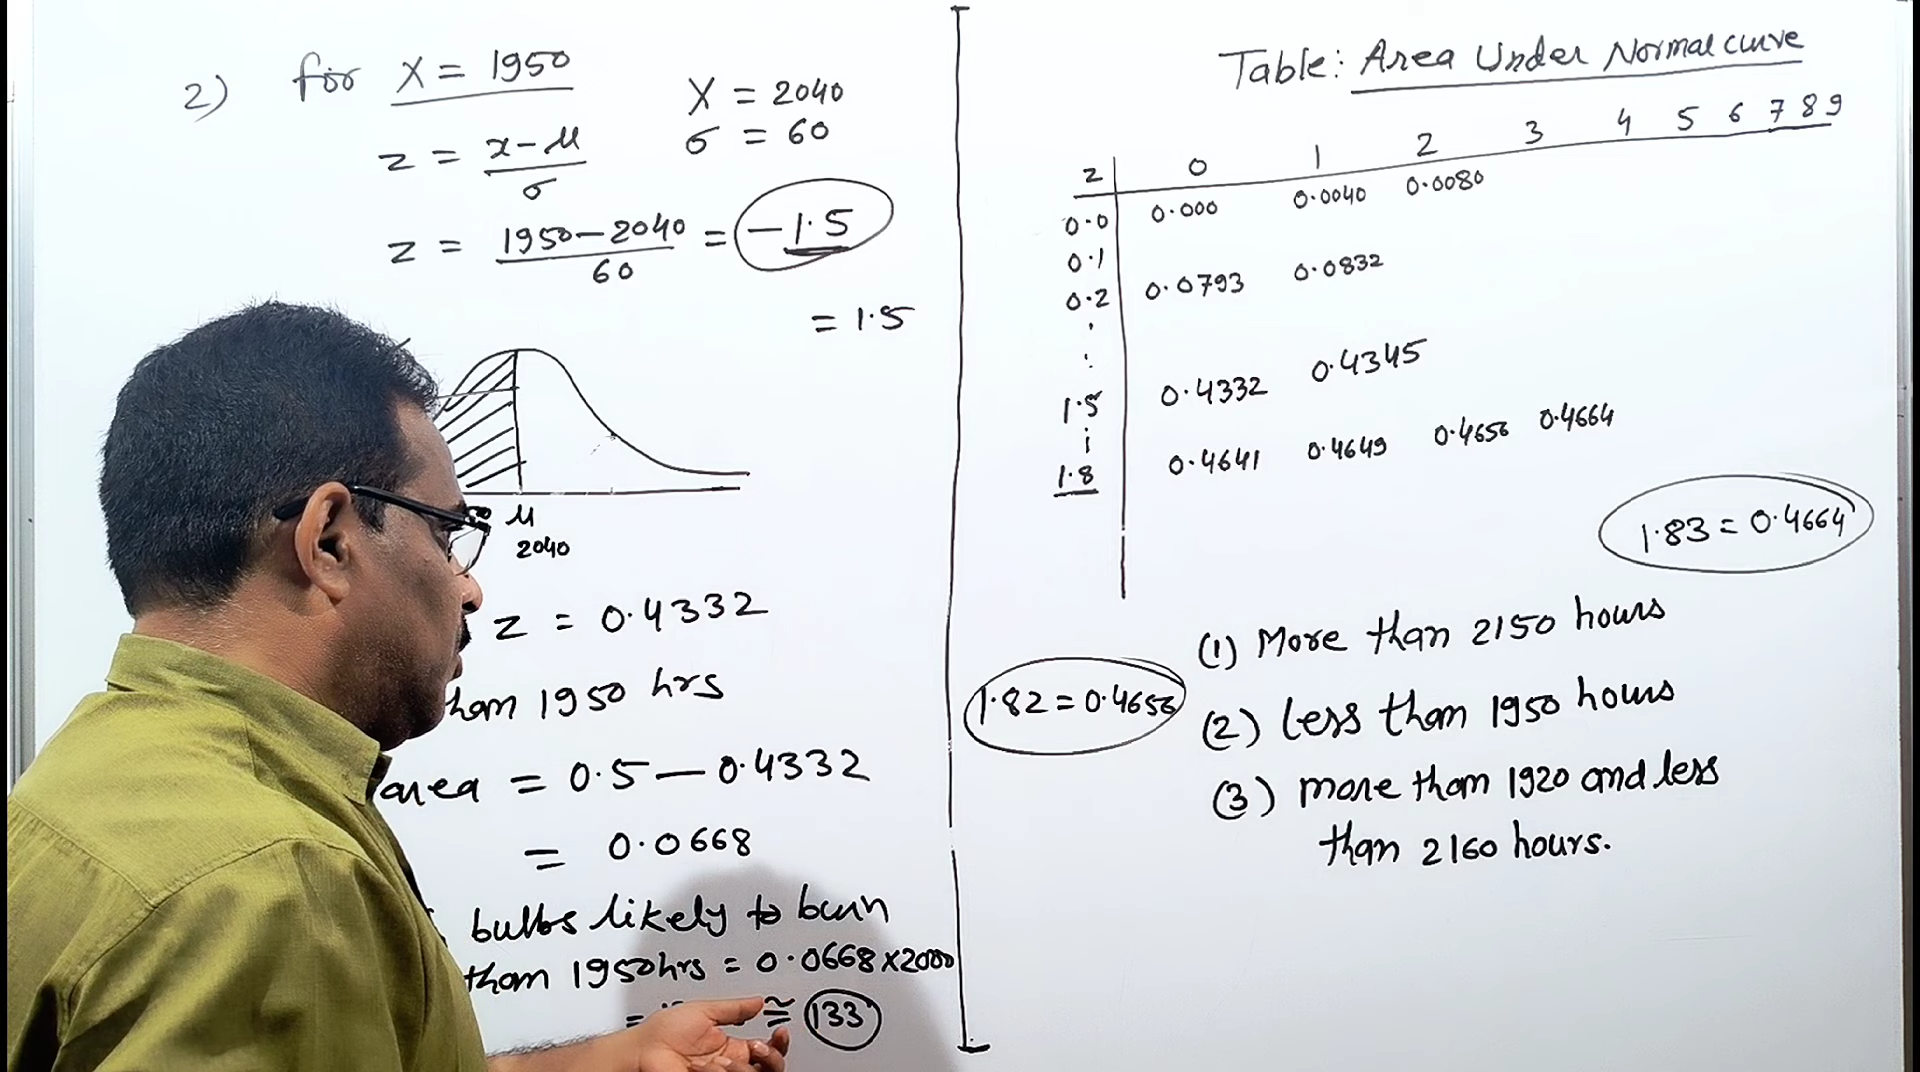 2) for X = 1950
X = 2040
σ = 60
z = x-μ / σ
z = 1950-2040 / 60 = -1.5
= 1.5
μ
2040
z = 0.4332
1950 hrs
area = 0.5 - 0.4332
= 0.0668
bulbs likely to burn
than 1950hrs = 0.0668×2000
≅ 133
Table: Area Under Normal curve
z 0 1 2 3 4 5 6 7 8 9
0.0 0.000 0.0040 0.0080
0.1
0.2 0.0793 0.0832
1.5 0.4332 0.4345
1.8 0.4641 0.4649 0.4656 0.4664
1.83 = 0.4664
1.82 = 0.4656
(1) More than 2150 hours
(2) Less than 1950 hours
(3) more than 1920 and less
than 2160 hours.